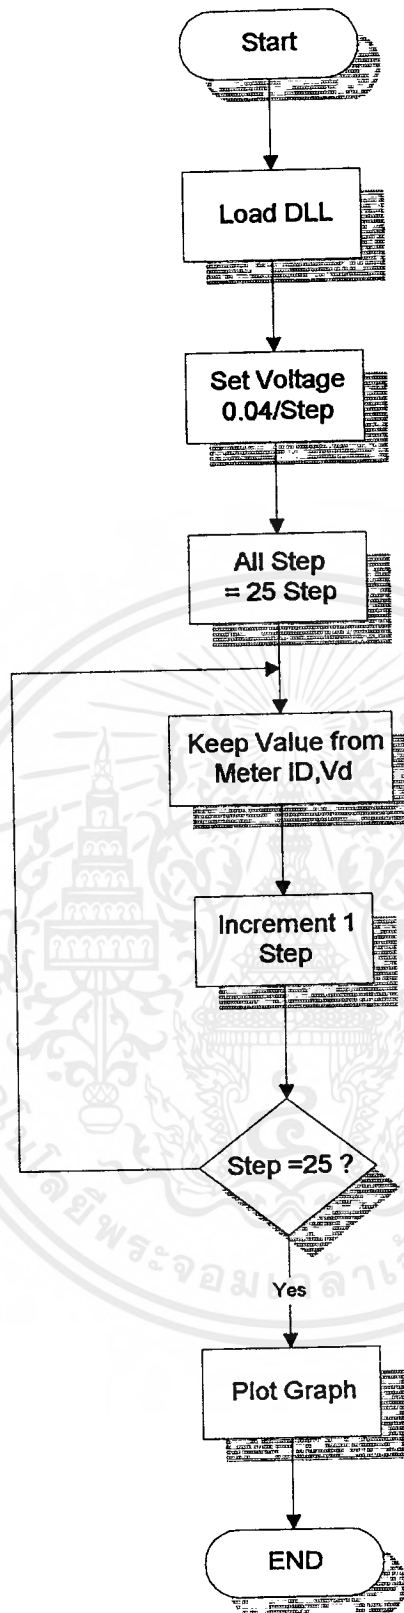 Start
Load DLL
Set Voltage
0.04/Step
All Step
= 25 Step
Keep Value from
Meter ID,Vd
Increment 1
Step
Step =25 ?
Yes
Plot Graph
END